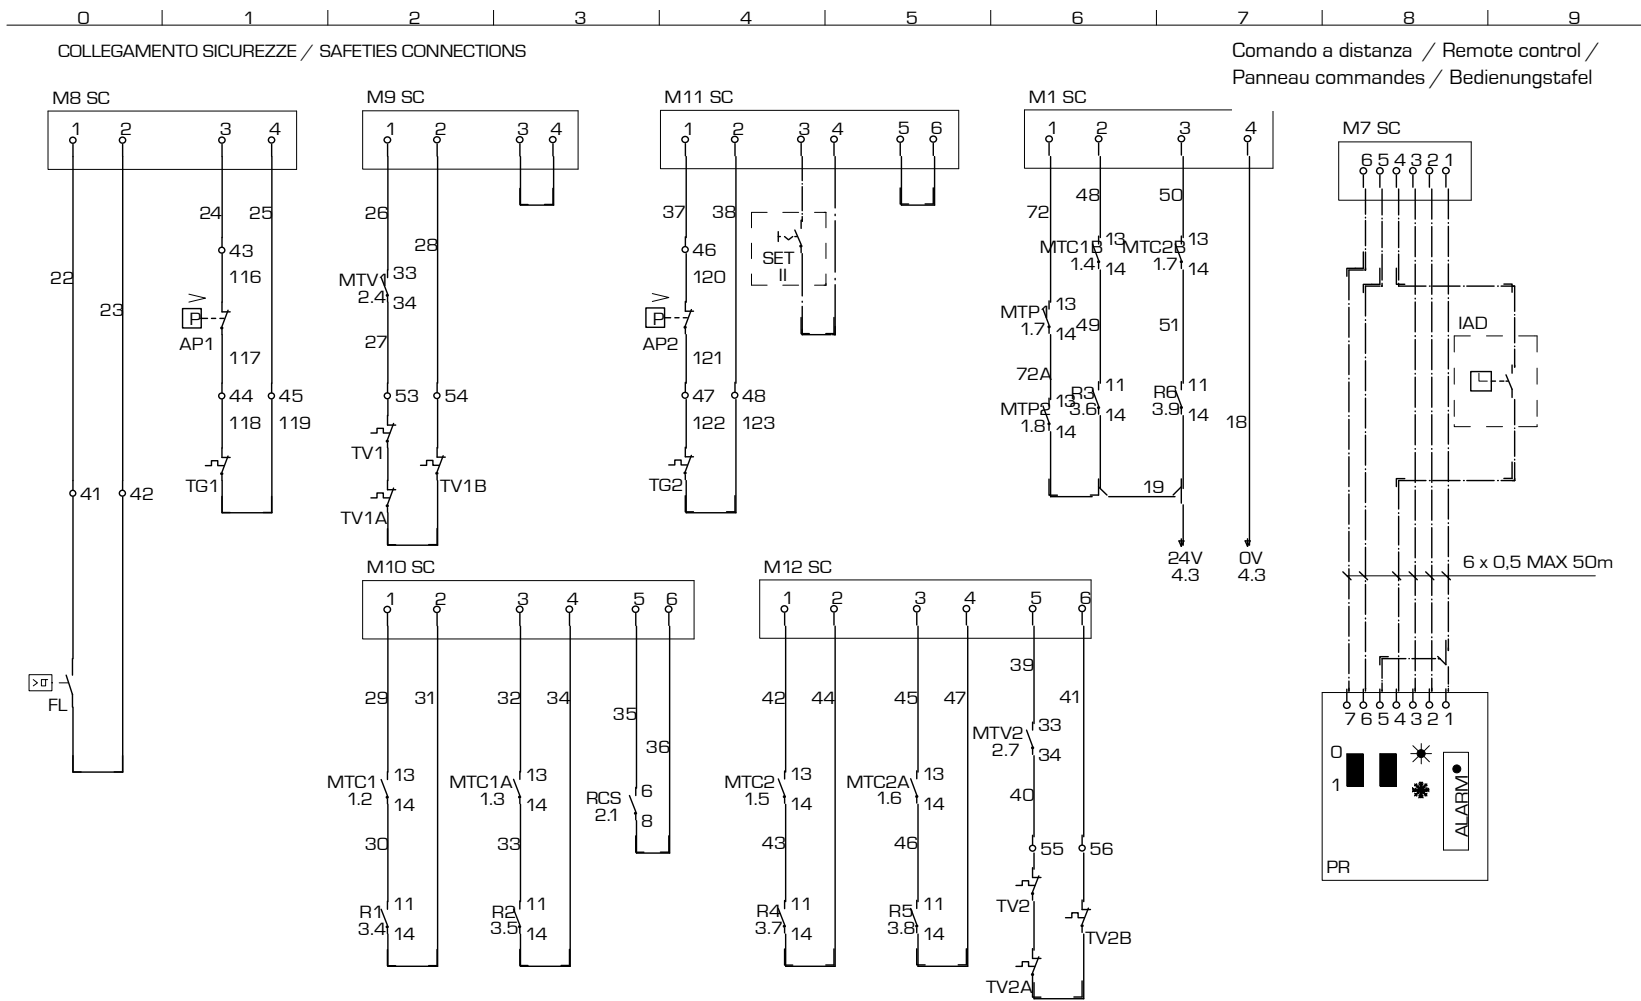 0 1 2 3 4 5 6 7 8 9
COLLEGAMENTO SICUREZZE / SAFETIES CONNECTIONS
Comando a distanza / Remote control /
Panneau commandes / Bedienungstafel
M8 SC
1 2 3 4
22
23
41
42
FL
24
25
43
116
V
P
AP1
117
44
45
118
119
TG1
M9 SC
1 2 3 4
26
28
MTV1
2.4
33
34
27
53
54
TV1
TV1B
TV1A
M11 SC
1 2 3 4 5 6
37
38
46
120
V
P
AP2
121
47
48
122
123
TG2
SET
II
M1 SC
1 2 3 4
72
48
50
MTC1B
1.4
13
14
MTC2B
1.7
13
14
MTP1
1.7
13
14
49
51
72A
MTP2
1.8
13
14
R3
3.6
11
14
R6
3.9
11
14
18
19
24V
4.3
0V
4.3
M7 SC
6 5 4 3 2 1
IAD
6 x 0,5 MAX 50m
7 6 5 4 3 2 1
0
1
ALARM
PR
M10 SC
1 2 3 4 5 6
29
31
32
34
35
36
MTC1
1.2
13
14
MTC1A
1.3
13
14
RCS
2.1
6
8
30
33
R1
3.4
11
14
R2
3.5
11
14
M12 SC
1 2 3 4 5 6
42
44
45
47
39
41
MTV2
2.7
33
34
MTC2
1.5
13
14
MTC2A
1.6
13
14
40
43
46
55
56
R4
3.7
11
14
R5
3.8
11
14
TV2
TV2B
TV2A